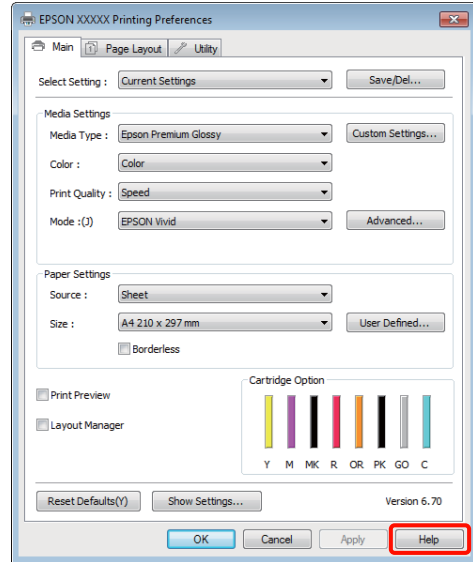 EPSON XXXXX Printing Preferences
Main Page Layout Utility
Select Setting : Current Settings Save/Del...
Media Settings
Media Type : Epson Premium Glossy Custom Settings...
Color : Color
Print Quality : Speed
Mode :(J) EPSON Vivid Advanced...
Paper Settings
Source : Sheet
Size : A4 210 x 297 mm User Defined...
Borderless
Print Preview
Layout Manager
Cartridge Option
Y M MK R OR PK GO C
Reset Defaults(Y) Show Settings... Version 6.70
OK Cancel Apply Help